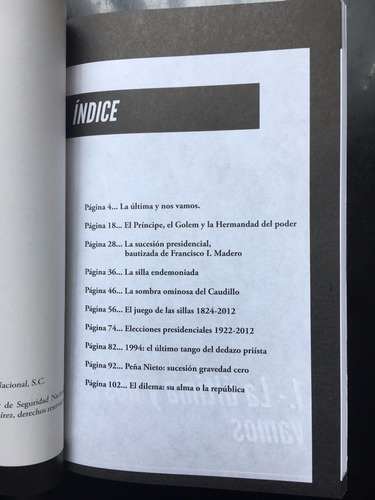 ÍNDICE
Página 4... La última y nos vamos.
Página 18... El Príncipe, el Golem y la Hermandad del poder
Página 28... La sucesión presidencial,
bautizada de Francisco I. Madero
Página 36... La silla endemoniada
Página 46... La sombra ominosa del Caudillo
Página 56... El juego de las sillas 1824-2012
Página 74... Elecciones presidenciales 1922-2012
Página 82... 1994: el último tango del dedazo priísta
Página 92... Peña Nieto: sucesión gravedad cero
Página 102... El dilema: su alma o la república
Nacional, S.C.
de Seguridad
derechos
1. La
vamos